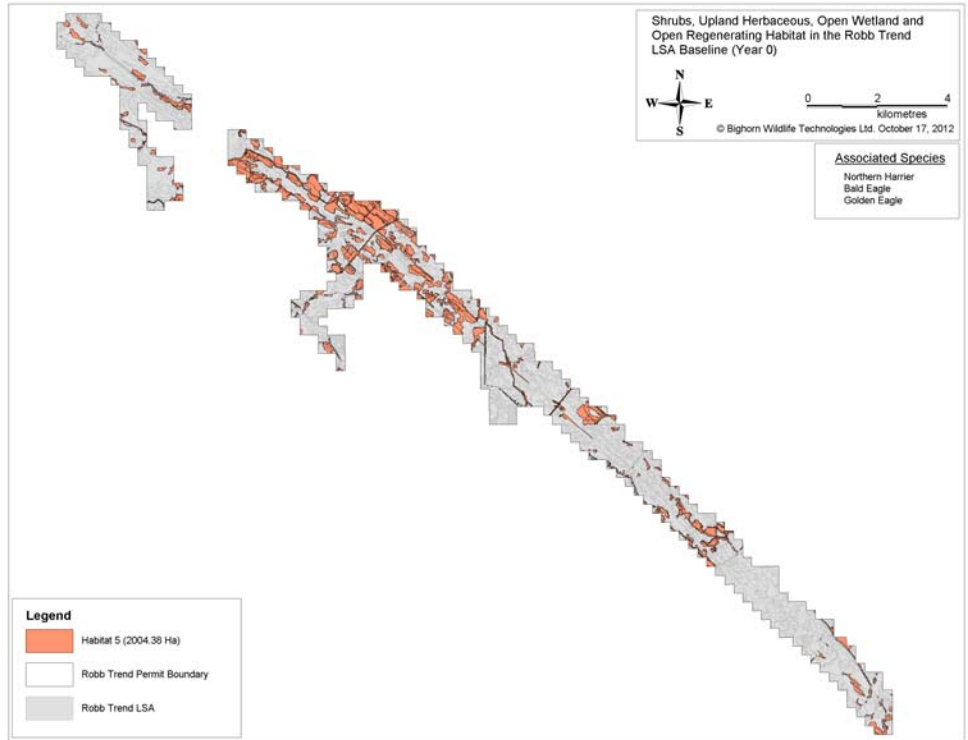 Shrubs, Upland Herbaceous, Open Wetland and
Open Regenerating Habitat in the Robb Trend
LSA Baseline (Year 0)
N
W E
S
0 2 4
kilometres
© Bighorn Wildlife Technologies Ltd. October 17, 2012
Associated Species
Northern Harrier
Bald Eagle
Golden Eagle
Legend
Habitat 5 (2004.38 Ha)
Robb Trend Permit Boundary
Robb Trend LSA